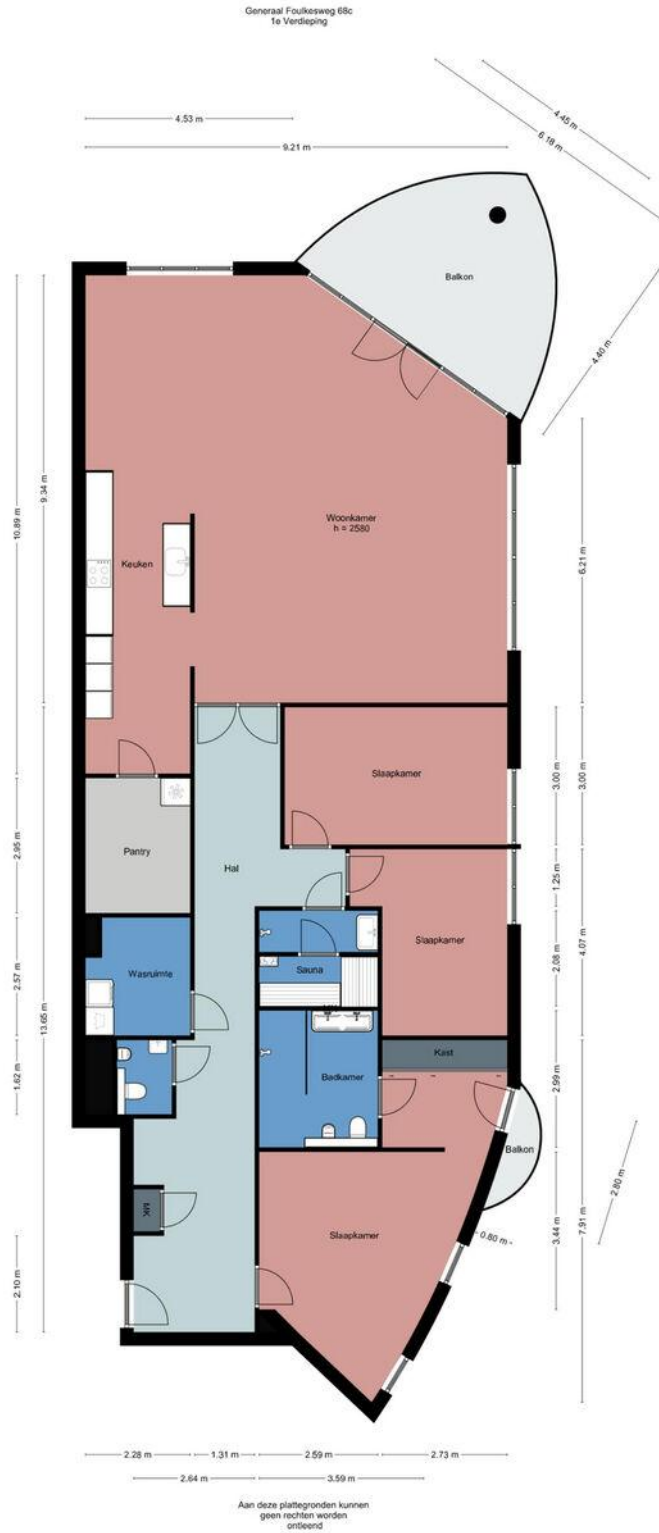 Generaal Foulkesweg 68c
1e Verdieping
4.53 m
9.21 m
4.45 m
6.18 m
4.40 m
Balkon
10.89 m
9.34 m
6.21 m
Woonkamer
h = 2580
Keuken
Slaapkamer
3.00 m
3.00 m
2.95 m
Pantry
Hal
1.25 m
Slaapkamer
4.07 m
2.08 m
2.57 m
13.65 m
Wasruimte
Sauna
1.62 m
Badkamer
Kast
2.99 m
Balkon
2.80 m
MK
Slaapkamer
0.80 m
3.44 m
7.91 m
2.10 m
2.28 m
1.31 m
2.59 m
2.73 m
2.64 m
3.59 m
Aan deze plattegronden kunnen
geen rechten worden
ontleend